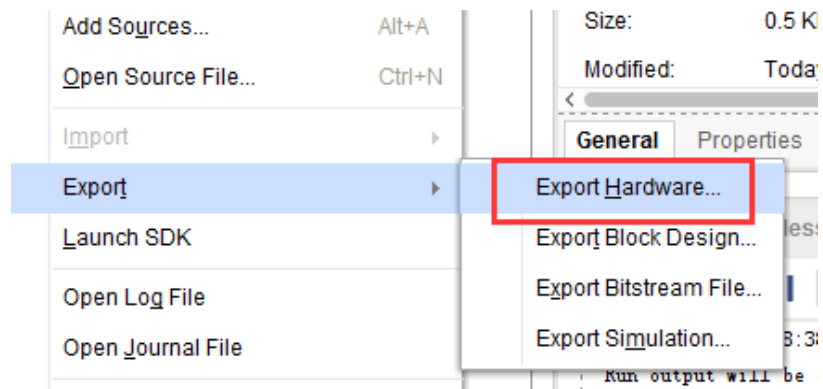 Add Sources... Alt+A
Open Source File... Ctrl+N
Import
Export
Launch SDK
Open Log File
Open Journal File
Size: 0.5
Modified:
General Properties
Export Hardware...
Export Block Design...
Export Bitstream File...
Export Simulation...
Run output will be